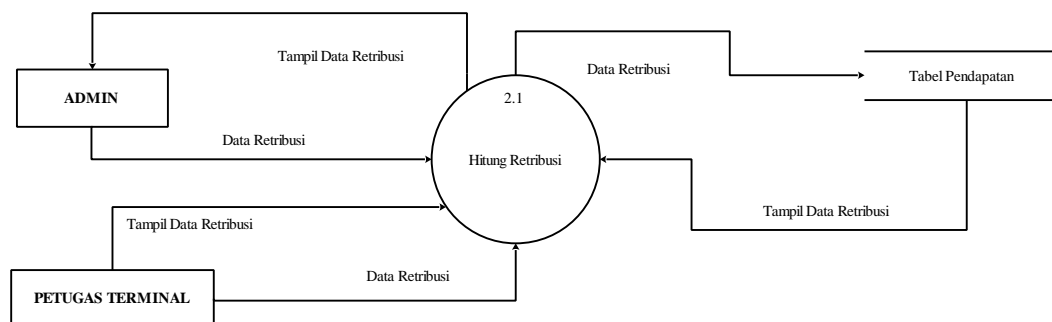 Tampil Data Retribusi
Data Retribusi
Tabel Pendapatan
ADMIN
2.1
Data Retribusi
Hitung Retribusi
Tampil Data Retribusi
Tampil Data Retribusi
Data Retribusi
PETUGAS TERMINAL